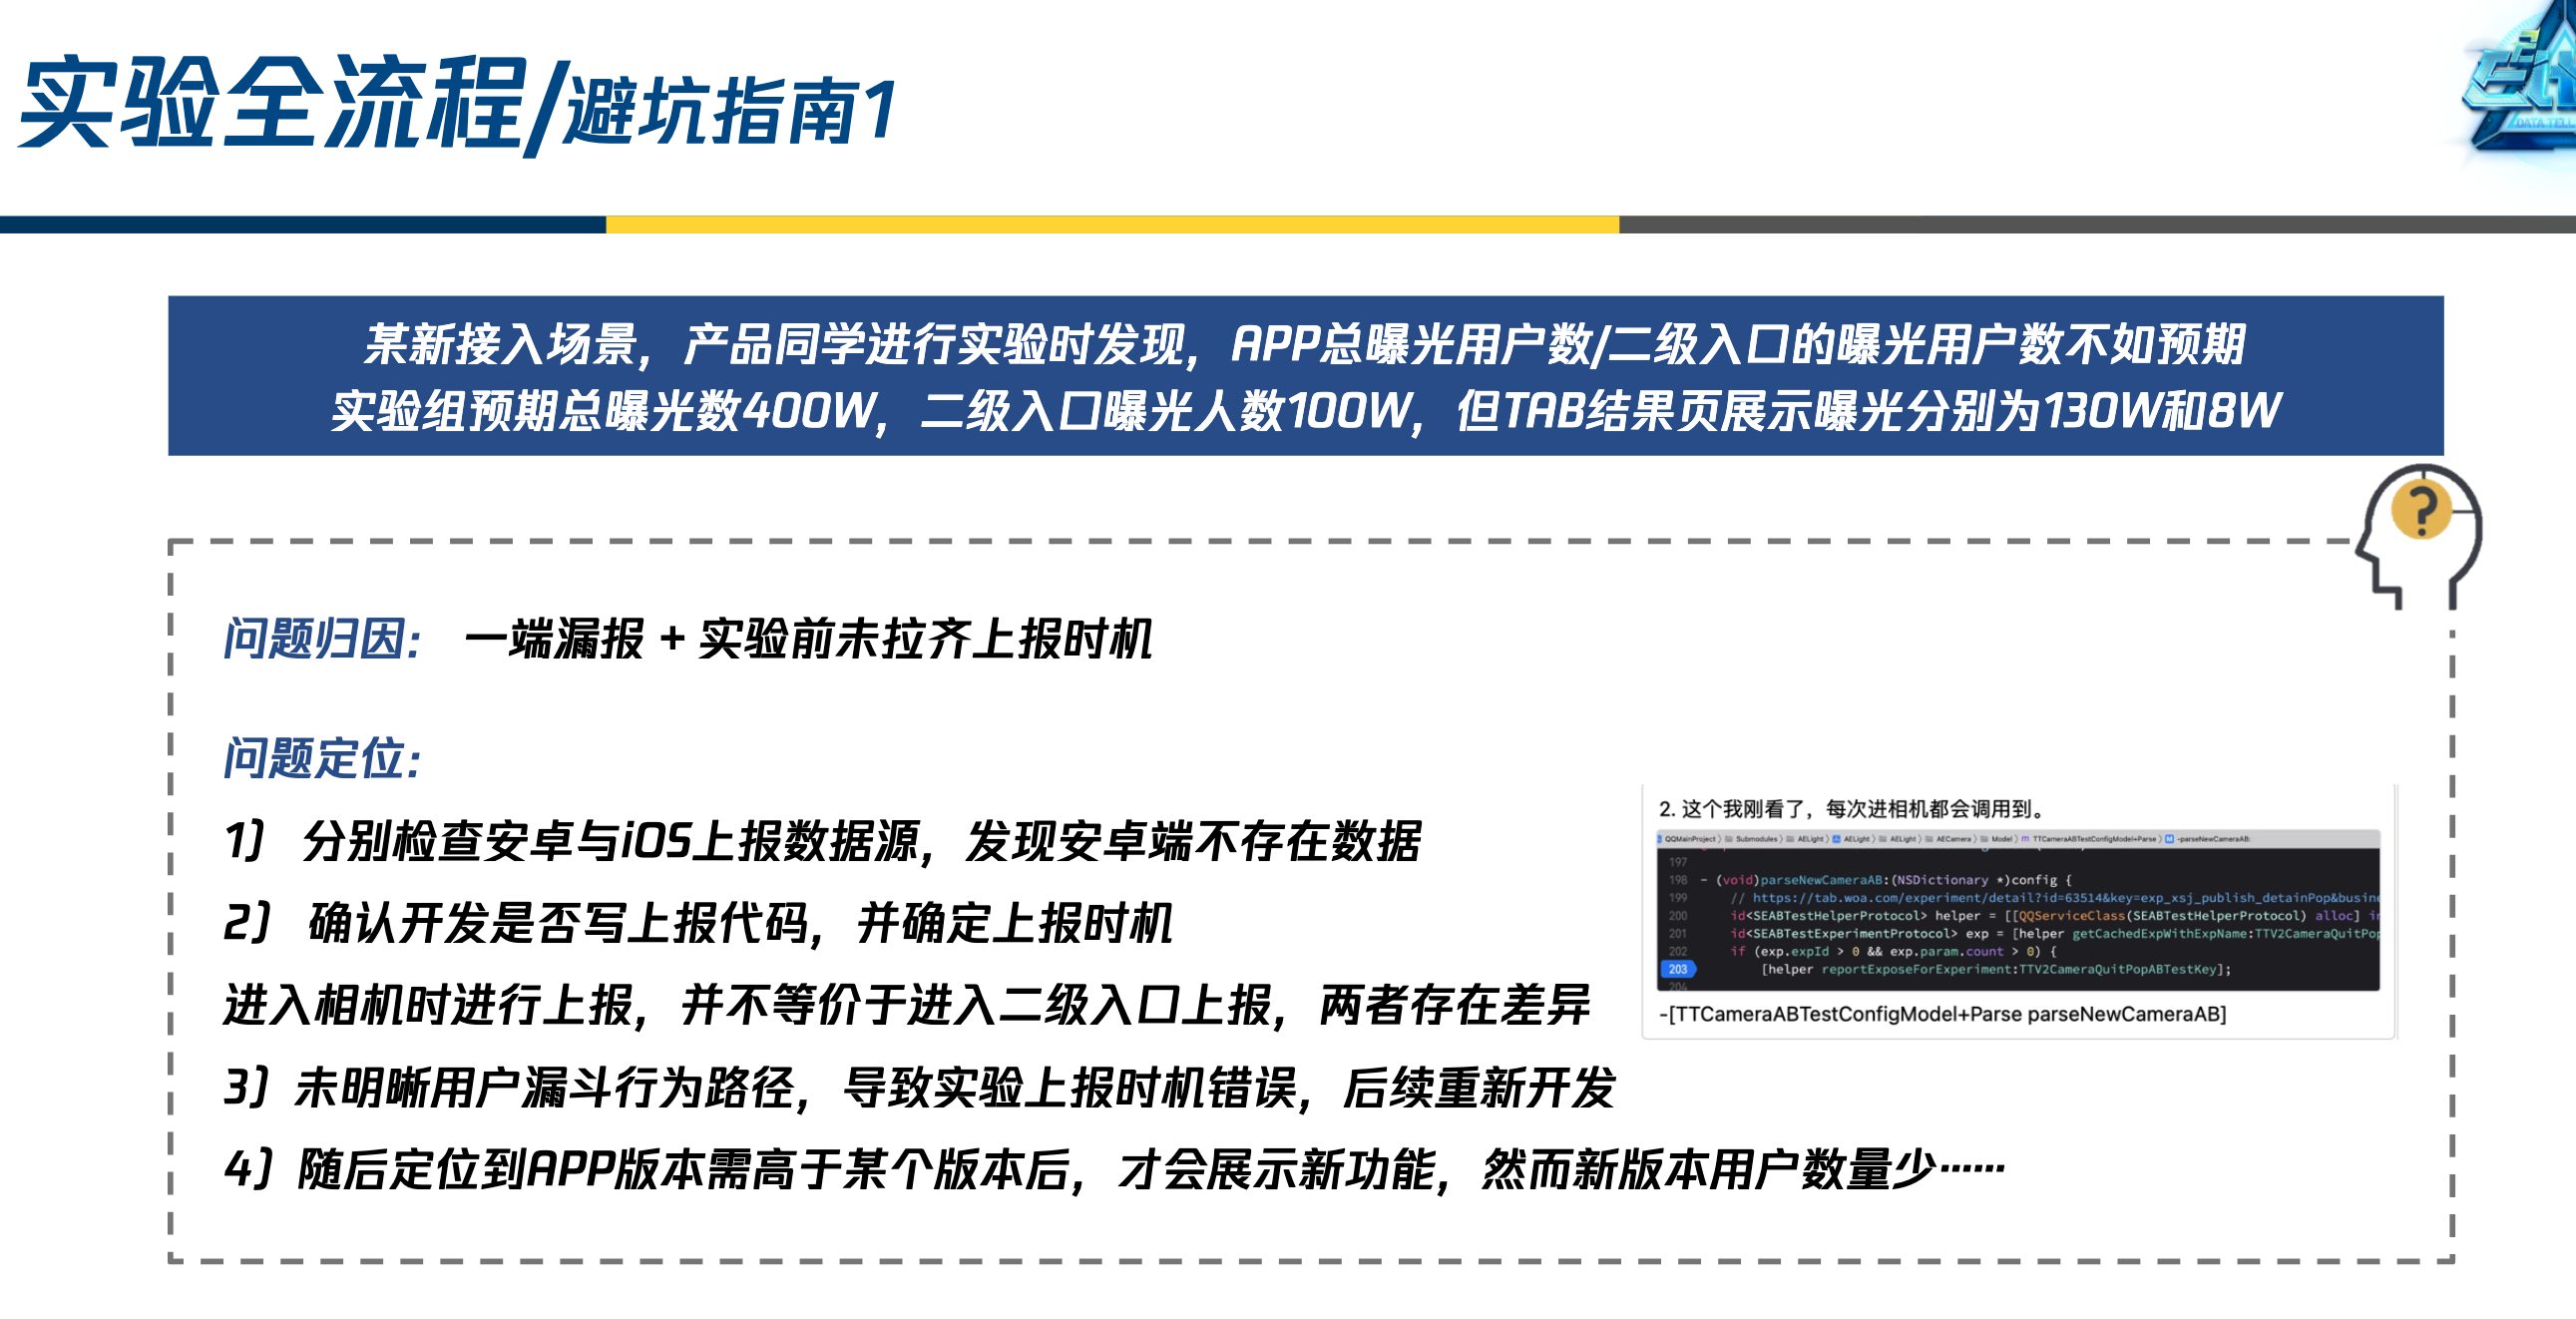 实验全流程/避坑指南1
DATA TELL
某新接入场景，产品同学进行实验时发现，APP总曝光用户数/二级入口的曝光用户数不如预期
实验组预期总曝光数400W，二级入口曝光人数100W，但TAB结果页展示曝光分别为130W和8W
?
问题归因： 一端漏报 + 实验前未拉齐上报时机
问题定位：
1） 分别检查安卓与iOS上报数据源，发现安卓端不存在数据
2） 确认开发是否写上报代码，并确定上报时机
进入相机时进行上报，并不等价于进入二级入口上报，两者存在差异
3）未明晰用户漏斗行为路径，导致实验上报时机错误，后续重新开发
4）随后定位到APP版本需高于某个版本后，才会展示新功能，然而新版本用户数量少……
2. 这个我刚看了，每次进相机都会调用到。
QQMainProject 〉 Submodules 〉 AELight 〉 AELight 〉 AELight 〉 AECamera 〉 Model 〉 m TTCameraABTestConfigModel+Parse 〉 M -parseNewCameraAB:
197
198 - (void)parseNewCameraAB:(NSDictionary *)config {
199 // https://tab.woa.com/experiment/detail?id=63514&key=exp_xsj_publish_detainPop&busine
200 id<SEABTestHelperProtocol> helper = [[QQServiceClass(SEABTestHelperProtocol) alloc] in
201 id<SEABTestExperimentProtocol> exp = [helper getCachedExpWithExpName:TTV2CameraQuitPop
202 if (exp.expId > 0 && exp.param.count > 0) {
203 [helper reportExposeForExperiment:TTV2CameraQuitPopABTestKey];
204
-[TTCameraABTestConfigModel+Parse parseNewCameraAB]